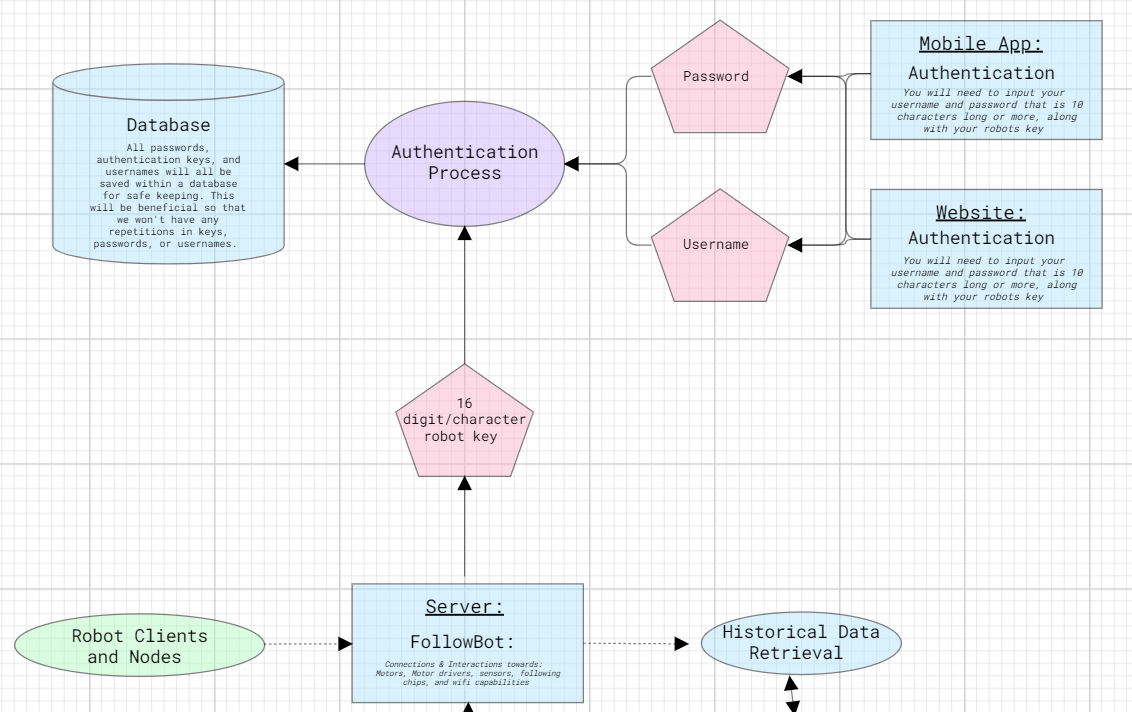 Mobile App:
Authentication
You will need to input your
username and password that is 10
characters long or more, along
with your robots key
Password
Database
All passwords,
authentication keys, and
usernames will all be
saved within a database
for safe keeping. This
will be beneficial so that
we won't have any
repetitions in keys,
passwords, or usernames.
Authentication
Process
Website:
Authentication
You will need to input your
username and password that is 10
characters long or more, along
with your robots key
Username
16
digit/character
robot key
Robot Clients
and Nodes
Server:
FollowBot:
Connections & Interactions towards:
Motors, Motor drivers, sensors, following
chips, and wifi capabilities
Historical Data
Retrieval